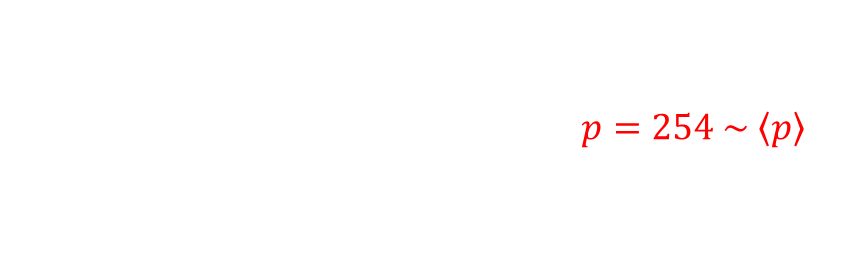 p = 254 ~ ⟨p⟩